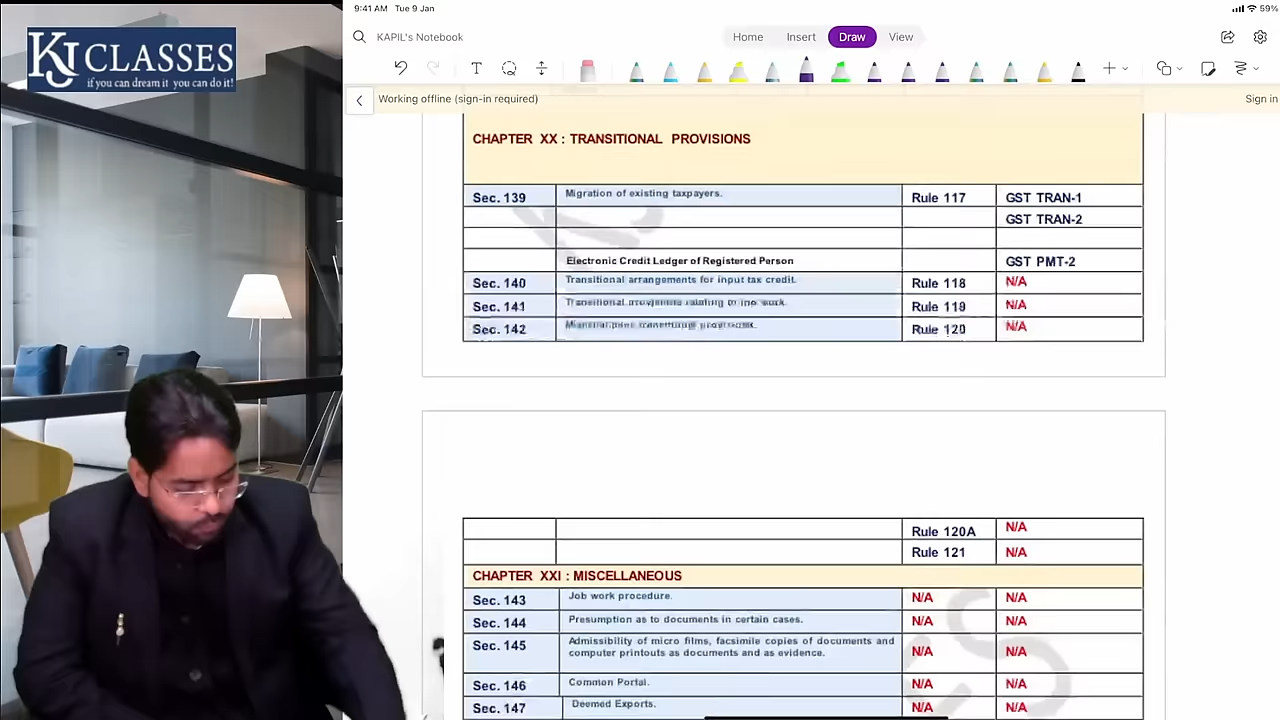 9:41 AM Tue 9 Jan
59%
KJ CLASSES
if you can dream it you can do it!
KAPIL's Notebook
Home Insert Draw View
Working offline (sign-in required)
Sign in
CHAPTER XX : TRANSITIONAL PROVISIONS
Sec. 139 Migration of existing taxpayers. Rule 117 GST TRAN-1
GST TRAN-2
Electronic Credit Ledger of Registered Person GST PMT-2
Sec. 140 Transitional arrangements for input tax credit. Rule 118 N/A
Sec. 141 Transitional provisions relating to job work. Rule 119 N/A
Sec. 142 Rule 120 N/A
Rule 120A N/A
Rule 121 N/A
CHAPTER XXI : MISCELLANEOUS
Sec. 143 Job work procedure. N/A N/A
Sec. 144 Presumption as to documents in certain cases. N/A N/A
Sec. 145 Admissibility of micro films, facsimile copies of documents and
computer printouts as documents and as evidence. N/A N/A
Sec. 146 Common Portal. N/A N/A
Sec. 147 Deemed Exports. N/A N/A